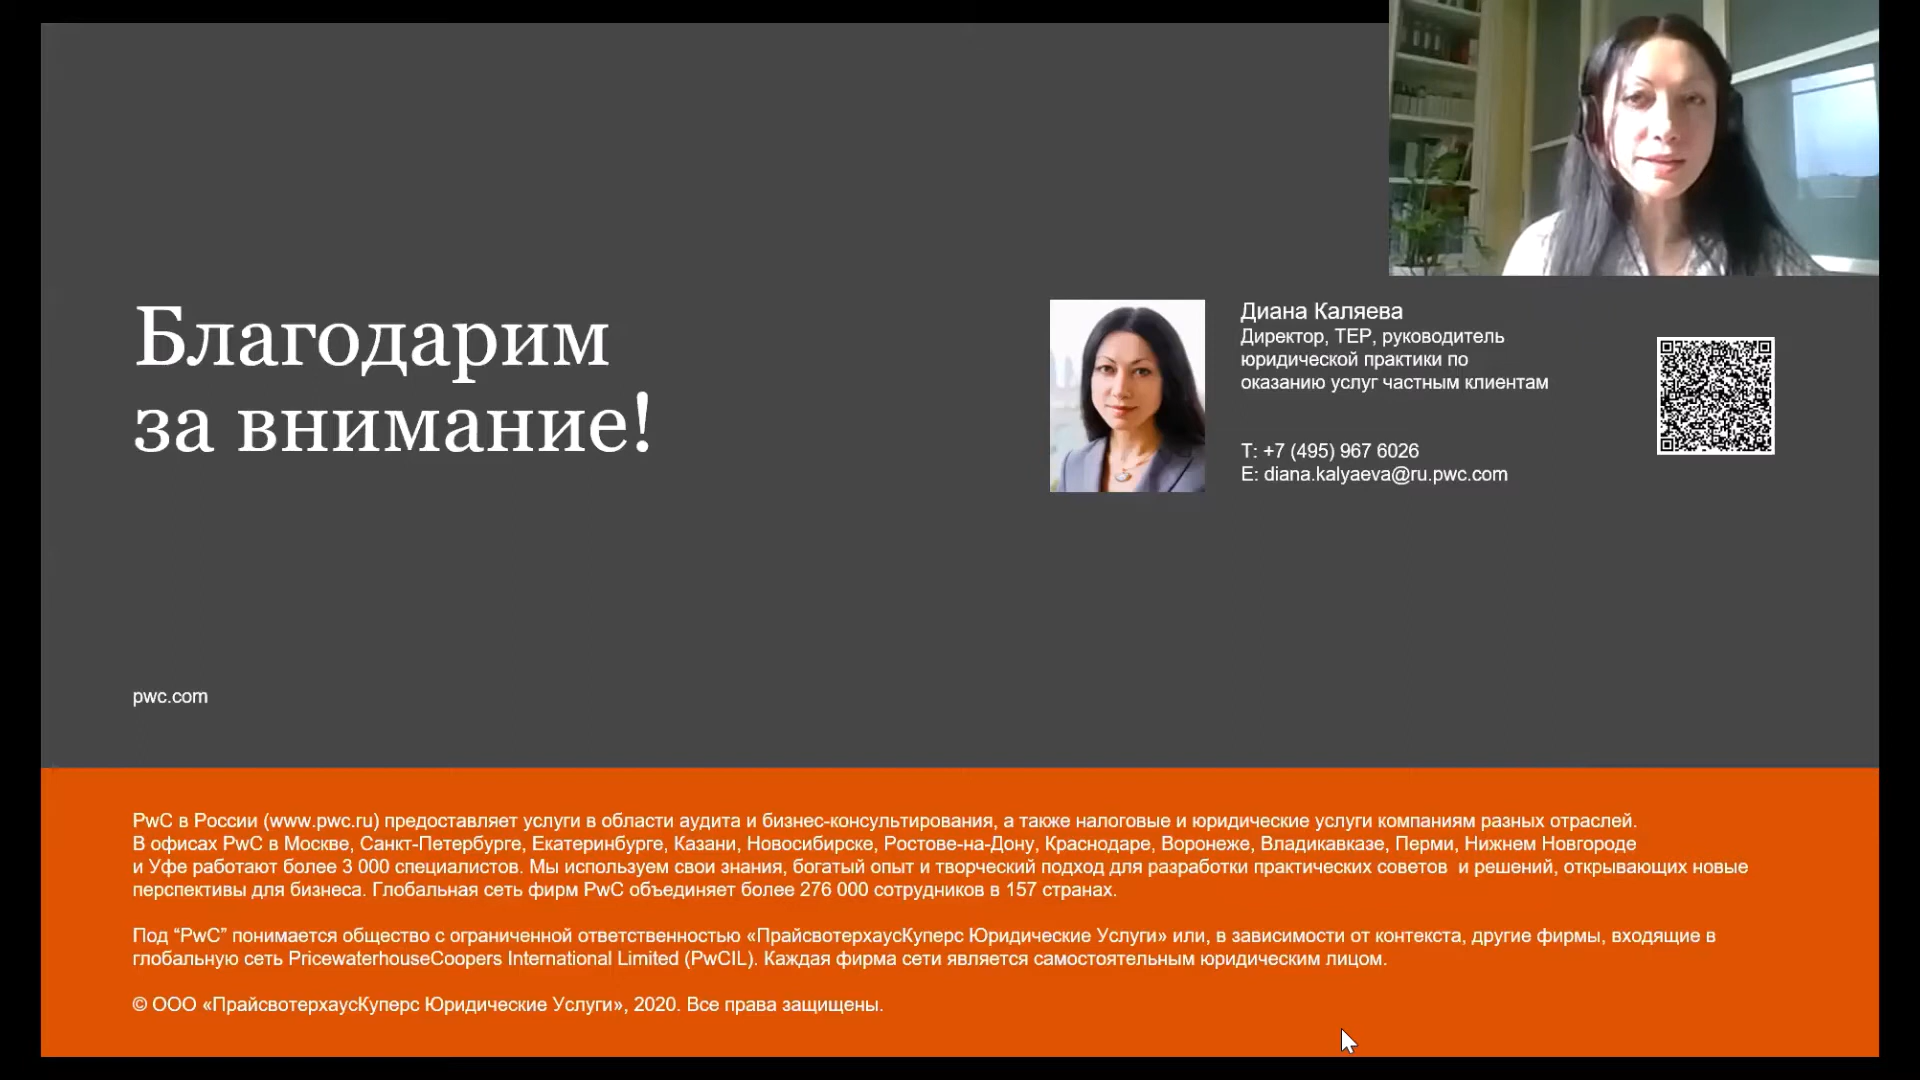 Благодарим
за внимание!
Диана Каляева
Директор, ТЕР, руководитель
юридической практики по
оказанию услуг частным клиентам
T: +7 (495) 967 6026
E: diana.kalyaeva@ru.pwc.com
pwc.com
PwC в России (www.pwc.ru) предоставляет услуги в области аудита и бизнес-консультирования, а также налоговые и юридические услуги компаниям разных отраслей.
В офисах PwC в Москве, Санкт-Петербурге, Екатеринбурге, Казани, Новосибирске, Ростове-на-Дону, Краснодаре, Воронеже, Владикавказе, Перми, Нижнем Новгороде
и Уфе работают более 3 000 специалистов. Мы используем свои знания, богатый опыт и творческий подход для разработки практических советов  и решений, открывающих новые
перспективы для бизнеса. Глобальная сеть фирм PwC объединяет более 276 000 сотрудников в 157 странах.
Под “PwC” понимается общество с ограниченной ответственностью «ПрайсвотерхаусКуперс Юридические Услуги» или, в зависимости от контекста, другие фирмы, входящие в
глобальную сеть PricewaterhouseCoopers International Limited (PwCIL). Каждая фирма сети является самостоятельным юридическим лицом.
© ООО «ПрайсвотерхаусКуперс Юридические Услуги», 2020. Все права защищены.